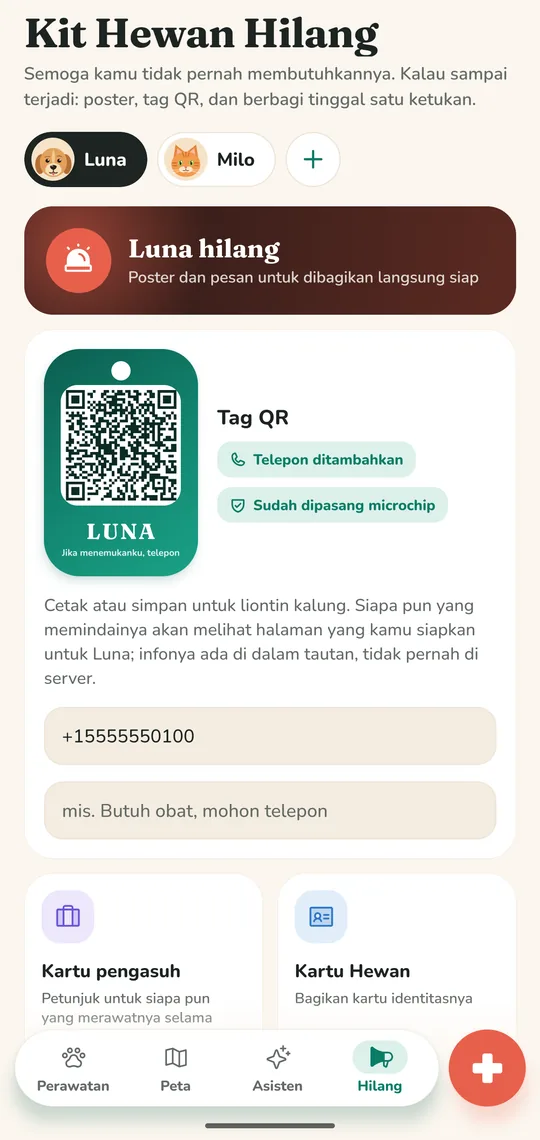 Kit Hewan Hilang
Semoga kamu tidak pernah membutuhkannya. Kalau sampai
terjadi: poster, tag QR, dan berbagi tinggal satu ketukan.
Luna
Milo
Luna hilang
Poster dan pesan untuk dibagikan langsung siap
LUNA
Jika menemukanku, telepon
Tag QR
Telepon ditambahkan
Sudah dipasang microchip
Cetak atau simpan untuk liontin kalung. Siapa pun yang
memindainya akan melihat halaman yang kamu siapkan
untuk Luna; infonya ada di dalam tautan, tidak pernah di
server.
+15555550100
mis. Butuh obat, mohon telepon
Kartu pengasuh
Petunjuk untuk siapa pun
yang merawatnya selama
Kartu Hewan
Bagikan kartu identitasnya
Perawatan
Peta
Asisten
Hilang